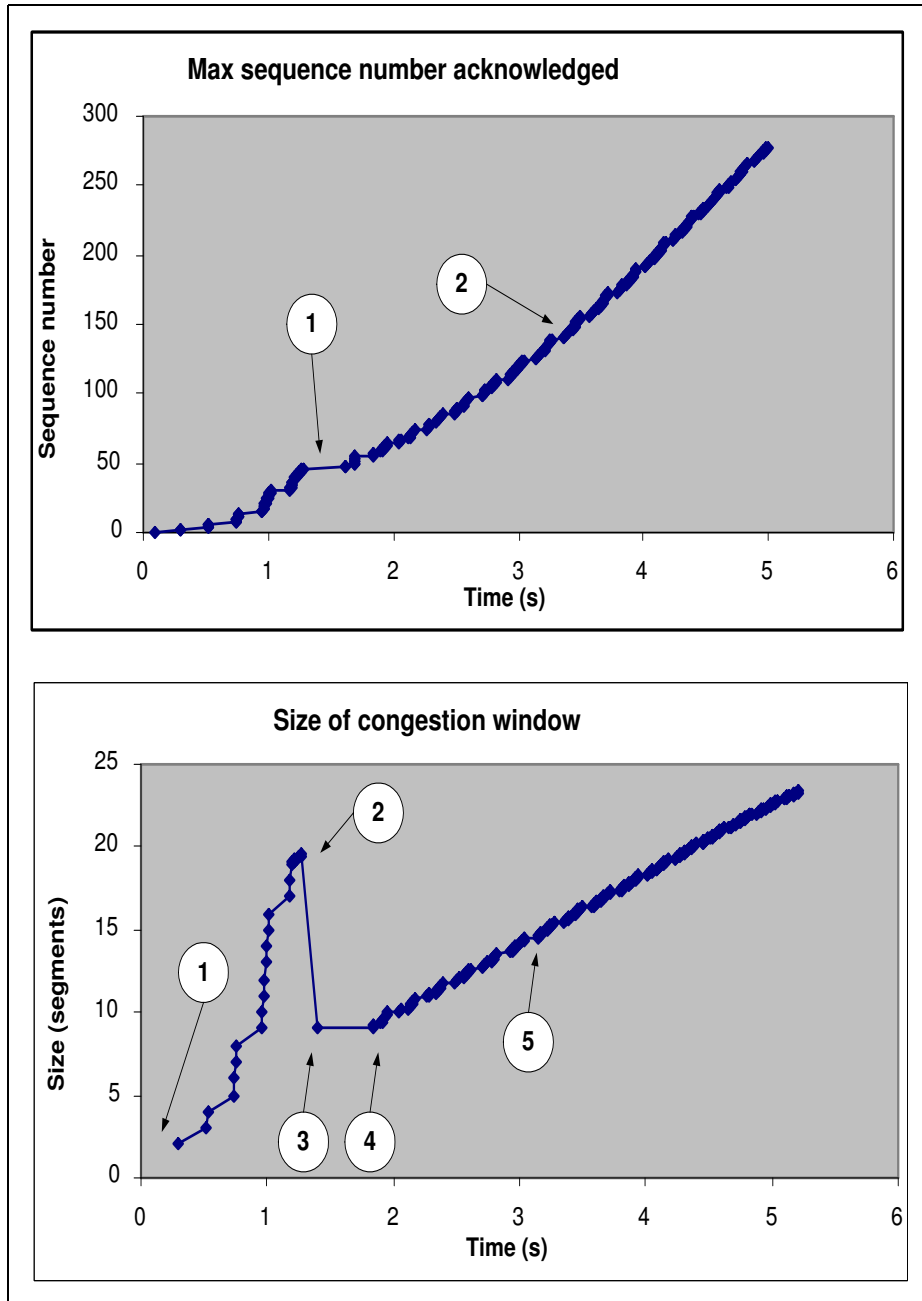 Max sequence number acknowledged
300
250
200
150
100
50
0
Sequence number
1
2
0 1 2 3 4 5 6
Time (s)
Size of congestion window
25
20
15
10
5
0
Size (segments)
1
2
3
4
5
0 1 2 3 4 5 6
Time (s)